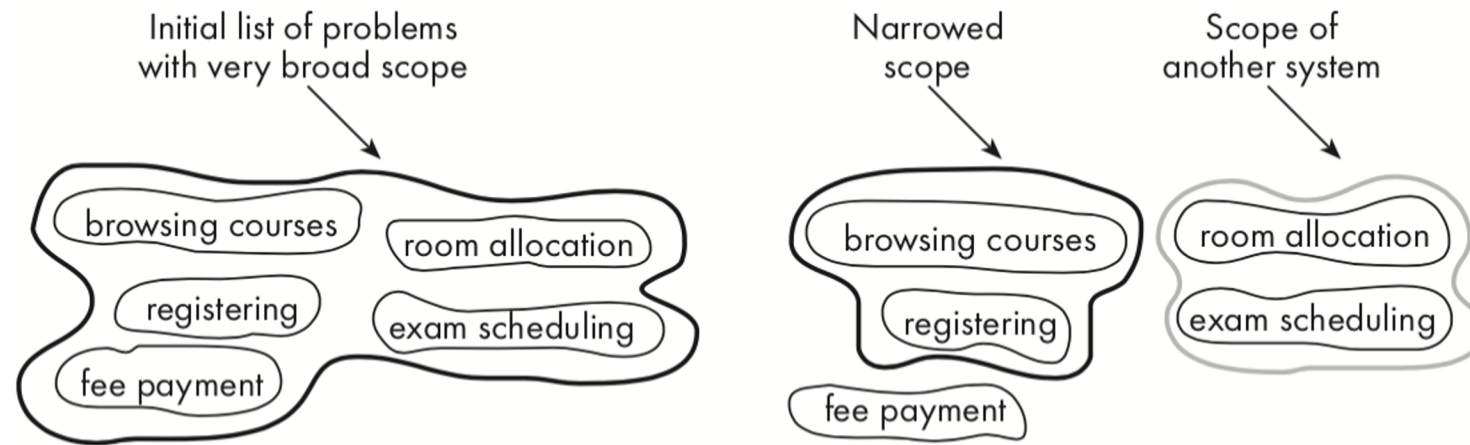 Initial list of problems
with very broad scope
browsing courses
room allocation
registering
exam scheduling
fee payment
Narrowed
scope
browsing courses
registering
fee payment
Scope of
another system
room allocation
exam scheduling